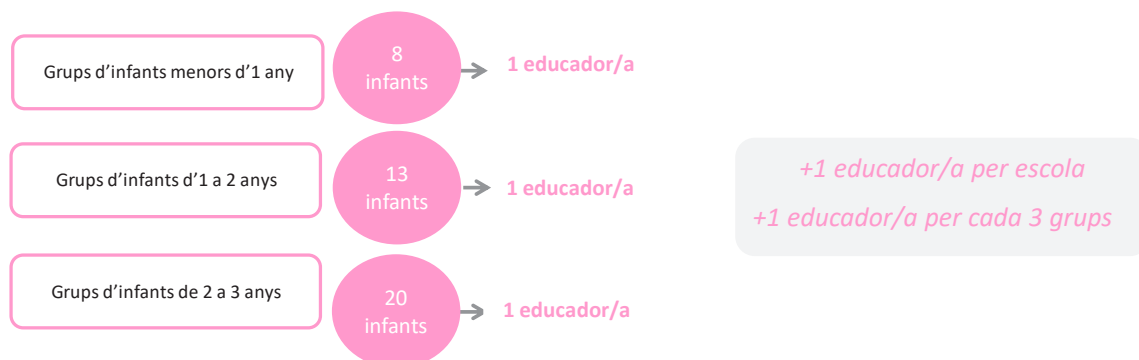 Grups d’infants menors d’1 any
8
infants
1 educador/a
Grups d’infants d’1 a 2 anys
13
infants
1 educador/a
Grups d’infants de 2 a 3 anys
20
infants
1 educador/a
+1 educador/a per escola
+1 educador/a per cada 3 grups